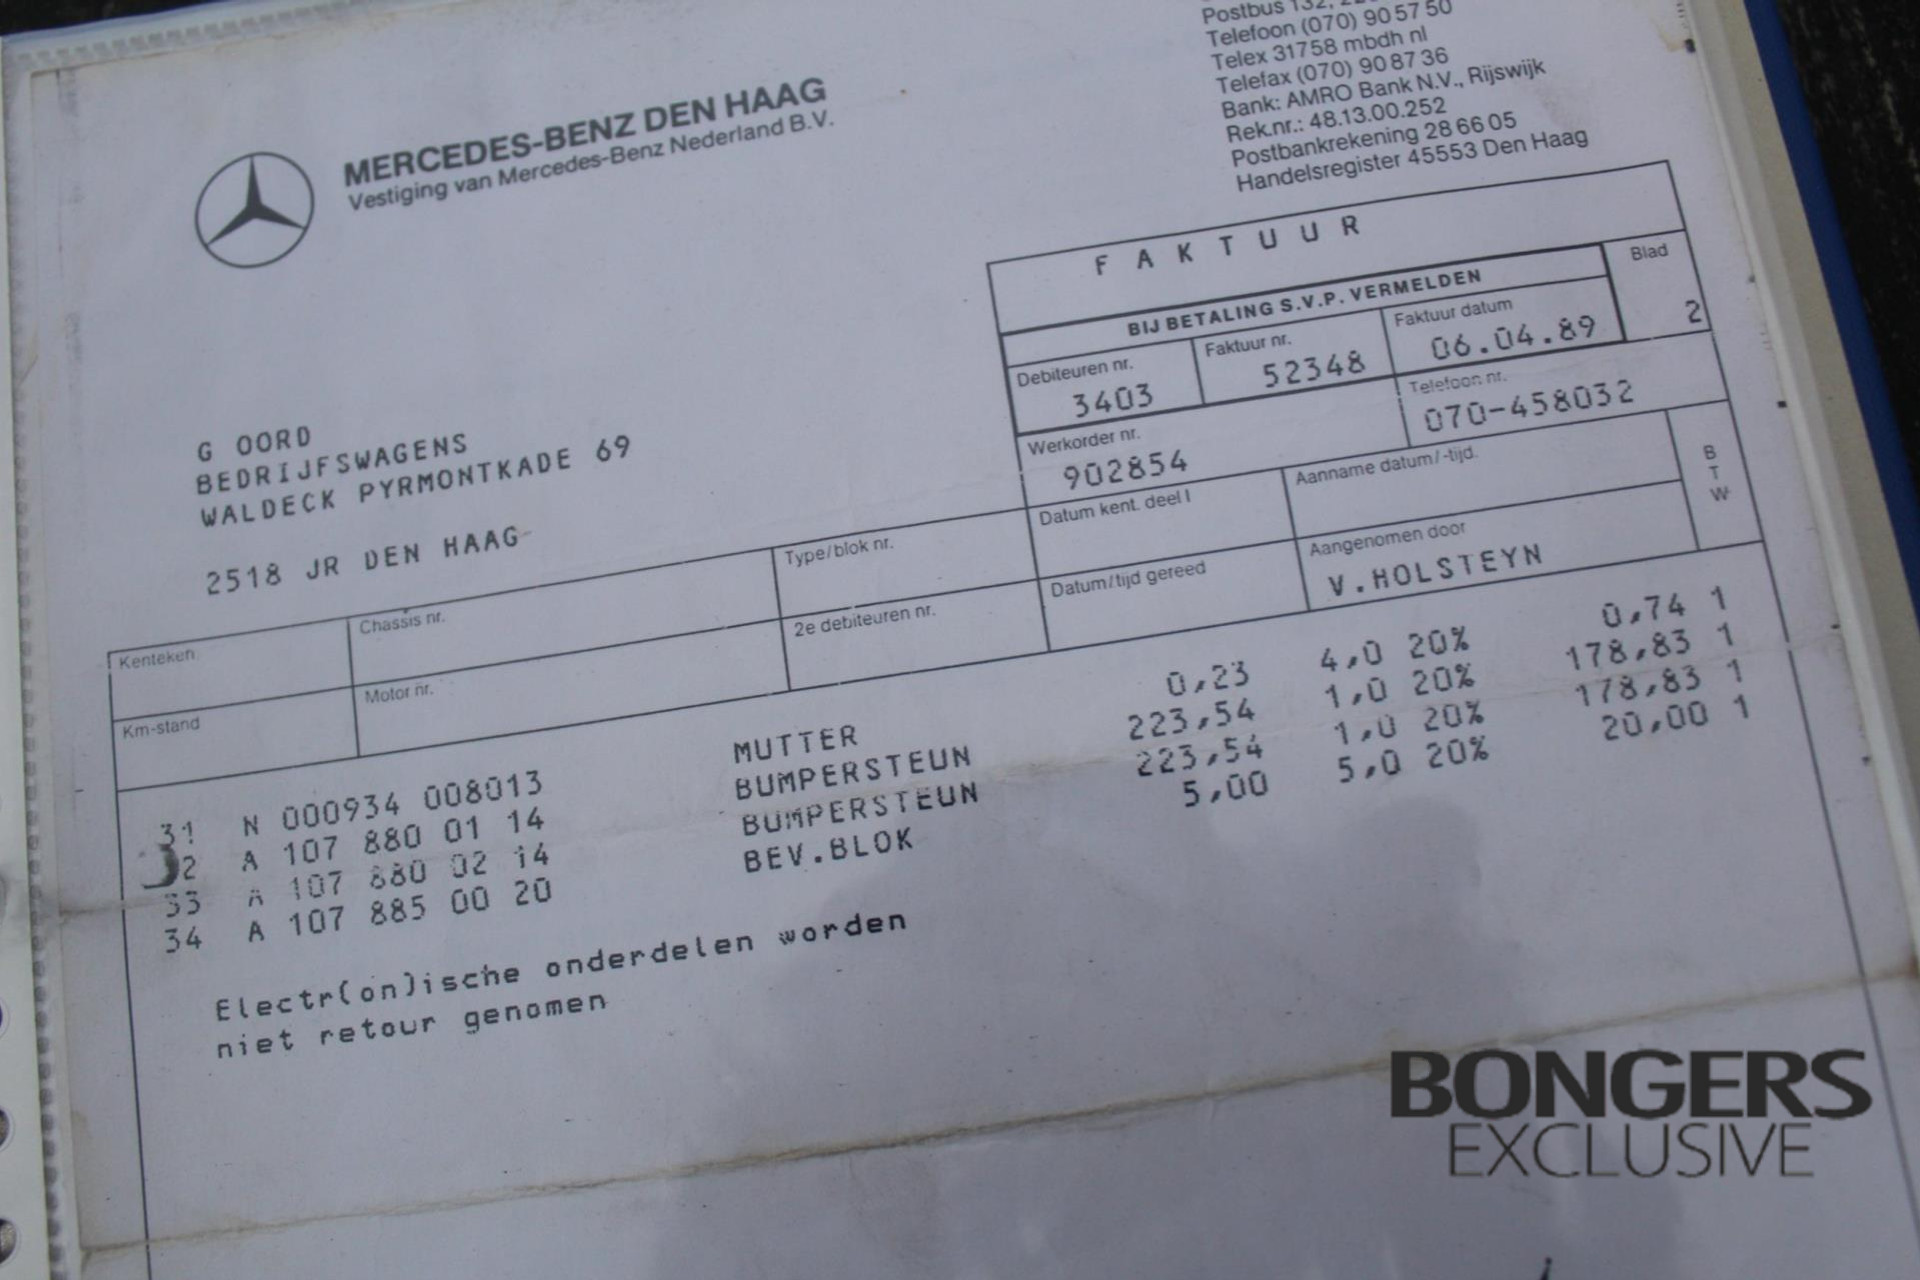 Postbus 132,
Telefoon (070) 90 57 50
Telex 31758 mbdh nl
Telefax (070) 90 87 36
Bank: AMRO Bank N.V., Rijswijk
Rek.nr.: 48.13.00.252
Postbankrekening 28 66 05
Handelsregister 45553 Den Haag
MERCEDES-BENZ DEN HAAG
Vestiging van Mercedes-Benz Nederland B.V.
FAKTUUR
BIJ BETALING S.V.P. VERMELDEN
Blad
2
Debiteuren nr.
3403
Faktuur nr.
52348
Faktuur datum
06.04.89
Werkorder nr.
902854
Telefoon nr.
070-458032
G OORD
BEDRIJFSWAGENS
WALDECK PYRMONTKADE 69
2518 JR DEN HAAG
Datum kent. deel I
Aanname datum/-tijd.
BTW
Kenteken
Chassis nr.
Type/blok nr.
Datum/tijd gereed
Aangenomen door
V.HOLSTEYN
Km-stand
Motor nr.
2e debiteuren nr.
31 N 000934 008013 MUTTER 0,23 4,0 20% 0,74 1
32 A 107 880 01 14 BUMPERSTEUN 223,54 1,0 20% 178,83 1
33 A 107 880 02 14 BUMPERSTEUN 223,54 1,0 20% 178,83 1
34 A 107 885 00 20 BEV.BLOK 5,00 5,0 20% 20,00 1
Electr(on)ische onderdelen worden
niet retour genomen
BONGERS
EXCLUSIVE